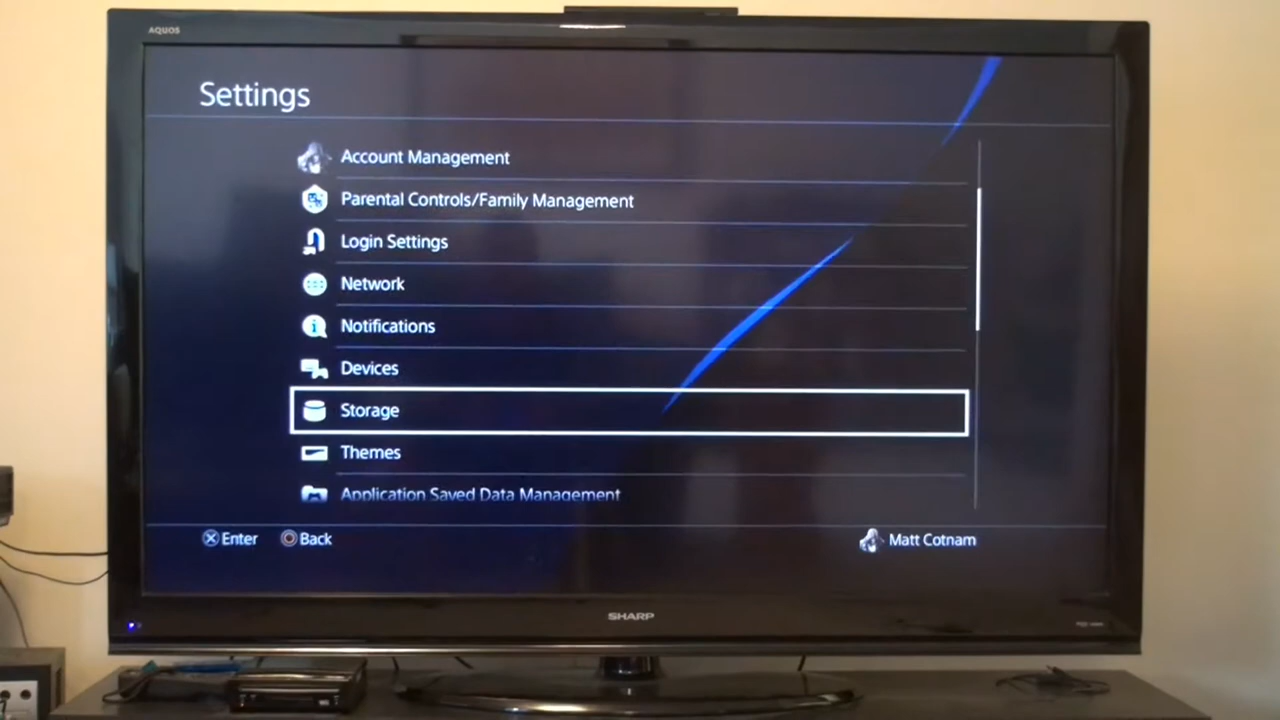 AQUOS
Settings
Account Management
Parental Controls/Family Management
Login Settings
Network
Notifications
Devices
Storage
Themes
Application Saved Data Management
Enter
Back
Matt Cotnam
SHARP